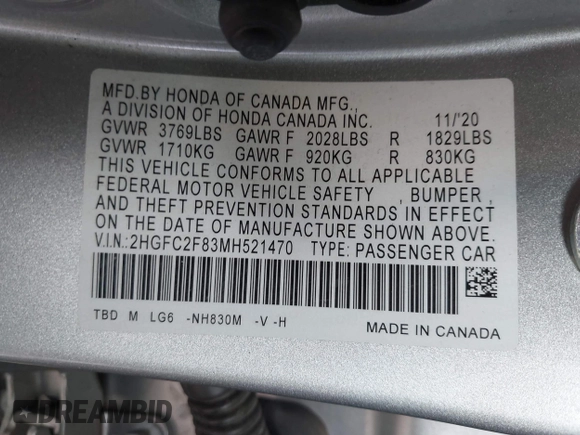 MFD.BY HONDA OF CANADA MFG.,
A DIVISION OF HONDA CANADA INC. 11/'20
GVWR 3769LBS GAWR F 2028LBS R 1829LBS
GVWR 1710KG GAWR F 920KG R 830KG
THIS VEHICLE CONFORMS TO ALL APPLICABLE
FEDERAL MOTOR VEHICLE SAFETY , BUMPER ,
AND THEFT PREVENTION STANDARDS IN EFFECT
ON THE DATE OF MANUFACTURE SHOWN ABOVE.
V.I.N.:2HGFC2F83MH521470 TYPE: PASSENGER CAR
TBD M LG6 -NH830M -V -H
MADE IN CANADA
DREAMBID